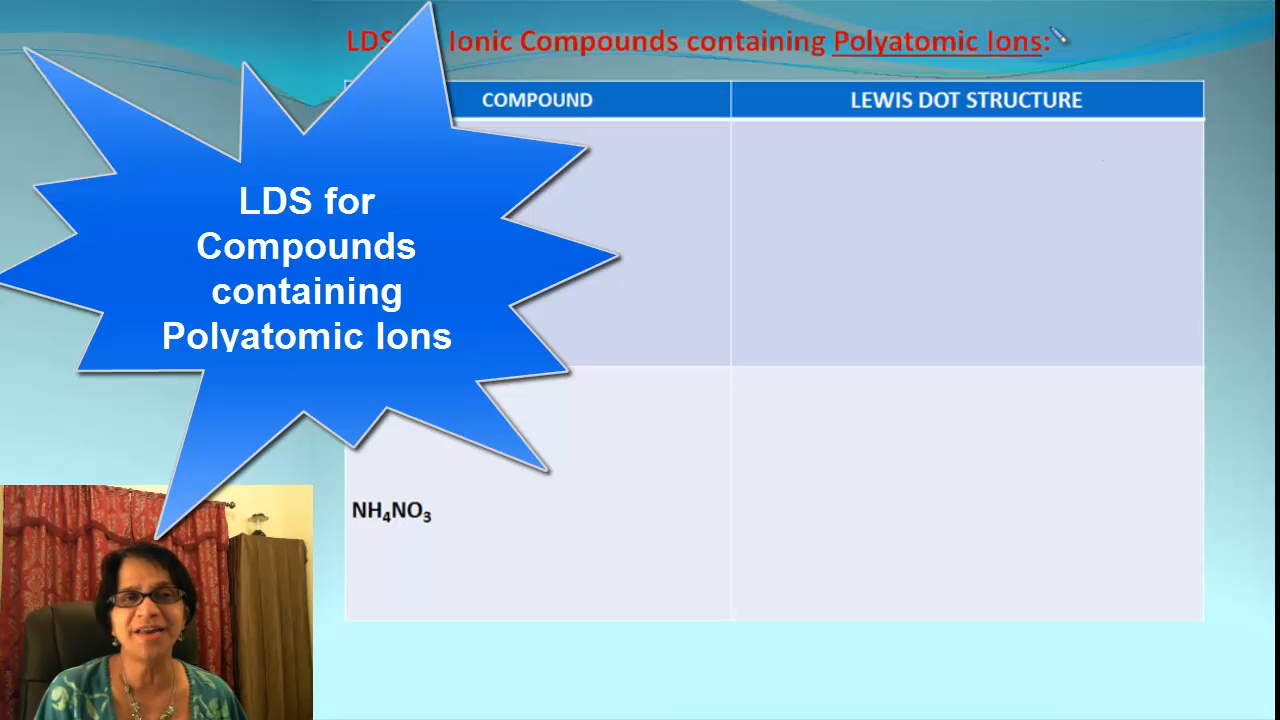 LDS Ionic Compounds containing Polyatomic Ions:
COMPOUND LEWIS DOT STRUCTURE
LDS for
Compounds
containing
Polyatomic Ions
NH₄NO₃